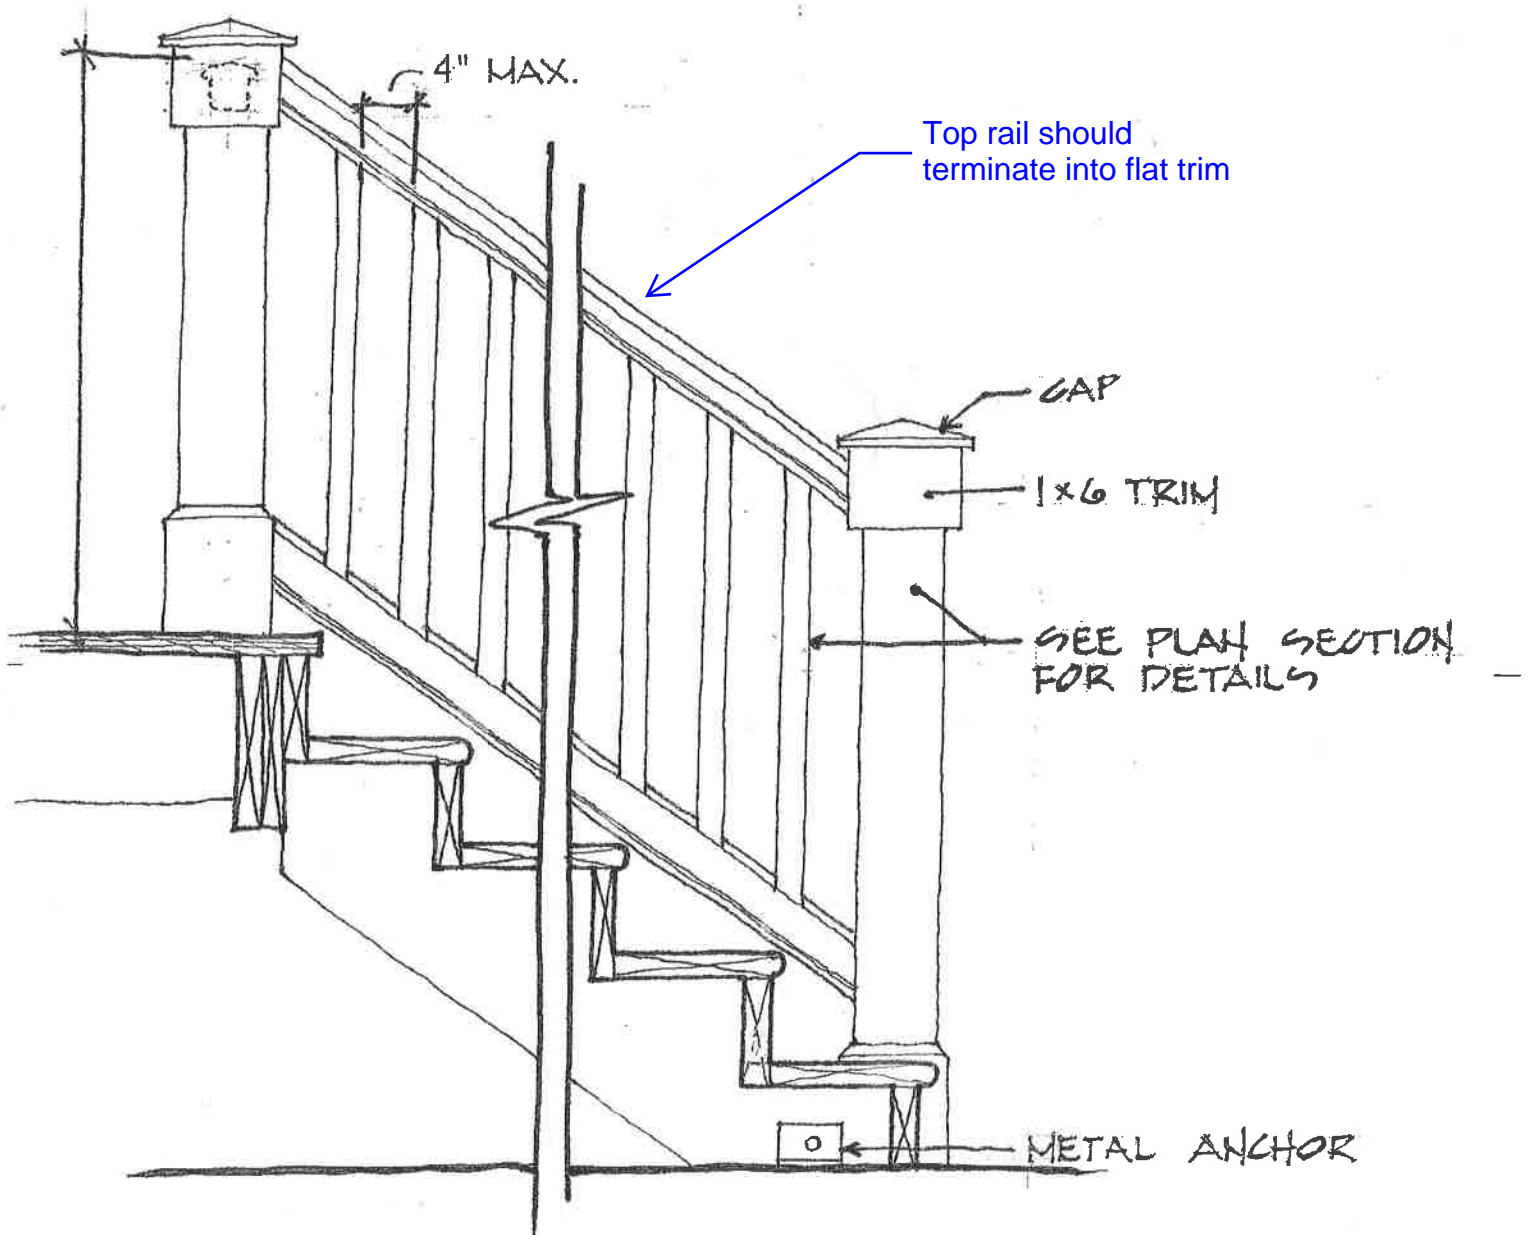 4" MAX.
Top rail should
terminate into flat trim
CAP
1x6 TRIM
SEE PLAN SECTION
FOR DETAILS
METAL ANCHOR